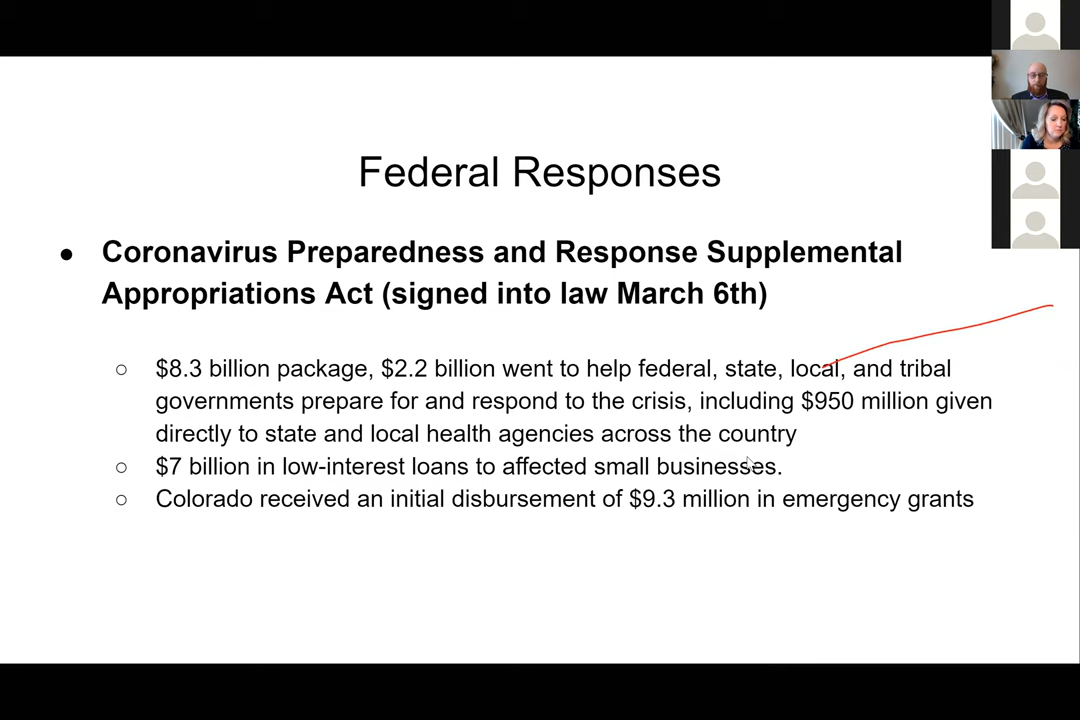 Federal Responses
● Coronavirus Preparedness and Response Supplemental
Appropriations Act (signed into law March 6th)
○ $8.3 billion package, $2.2 billion went to help federal, state, local, and tribal
governments prepare for and respond to the crisis, including $950 million given
directly to state and local health agencies across the country
○ $7 billion in low-interest loans to affected small businesses.
○ Colorado received an initial disbursement of $9.3 million in emergency grants